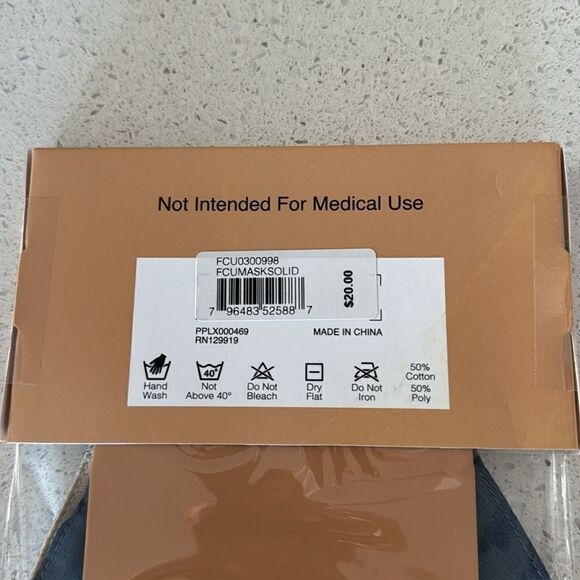 Not Intended For Medical Use
FCU0300998
FCUMASKSOLID
$20.00
7 96483 52588 7
PPLX000469
MADE IN CHINA
RN129919
40°
Hand Wash
Not Above 40°
Do Not Bleach
Dry Flat
Do Not Iron
50% Cotton
50% Poly